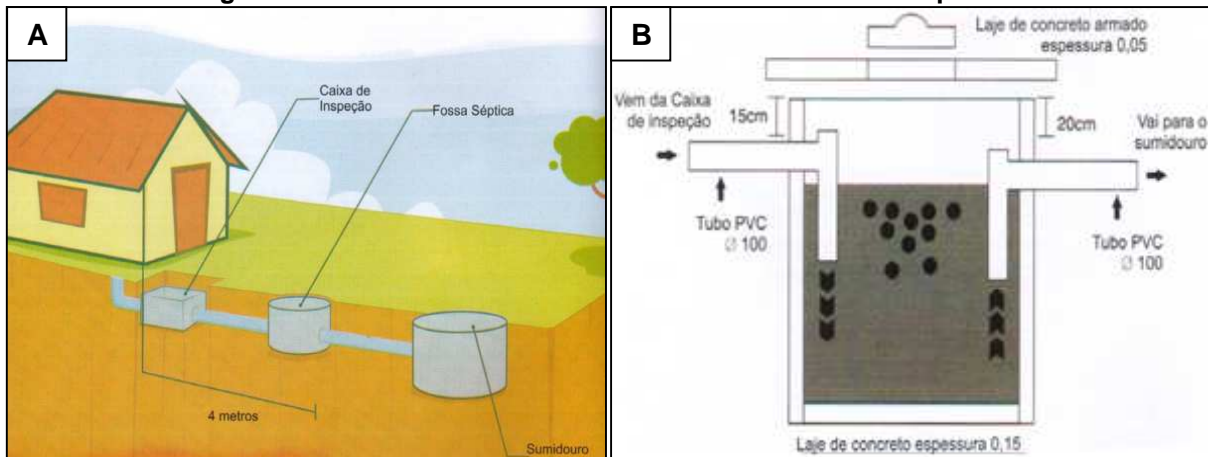 A
Caixa de
Inspeção
Fossa Séptica
4 metros
Sumidouro
B
Laje de concreto armado
espessura 0,05
Vem da Caixa
de inspeção
15cm
20cm
Vai para o
sumidouro
Tubo PVC
∅ 100
Tubo PVC
∅ 100
Laje de concreto espessura 0,15